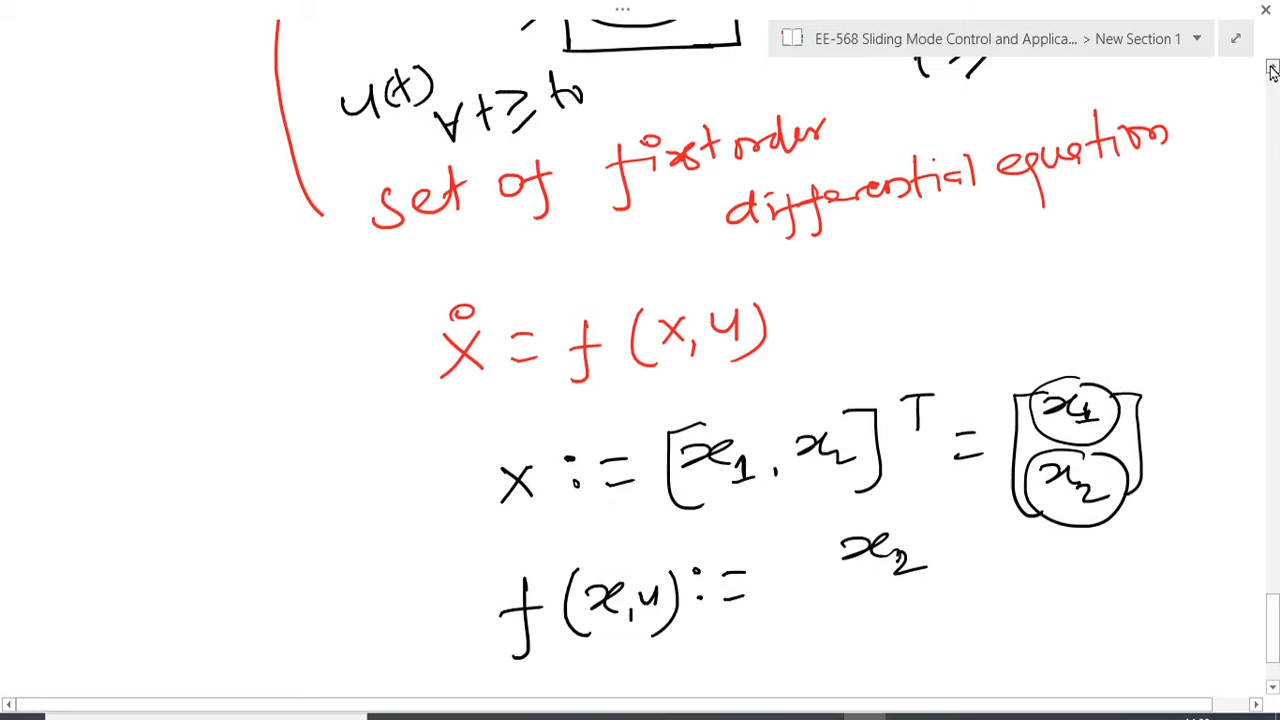 EE-568 Sliding Mode Control and Applica... > New Section 1
u(t) ∀ t ≥ to
set of first order
differential equation
ẋ = f(x,u)
x := [x₁, x₂]ᵀ = [x₁
x₂]
x₂
f(x,u) :=